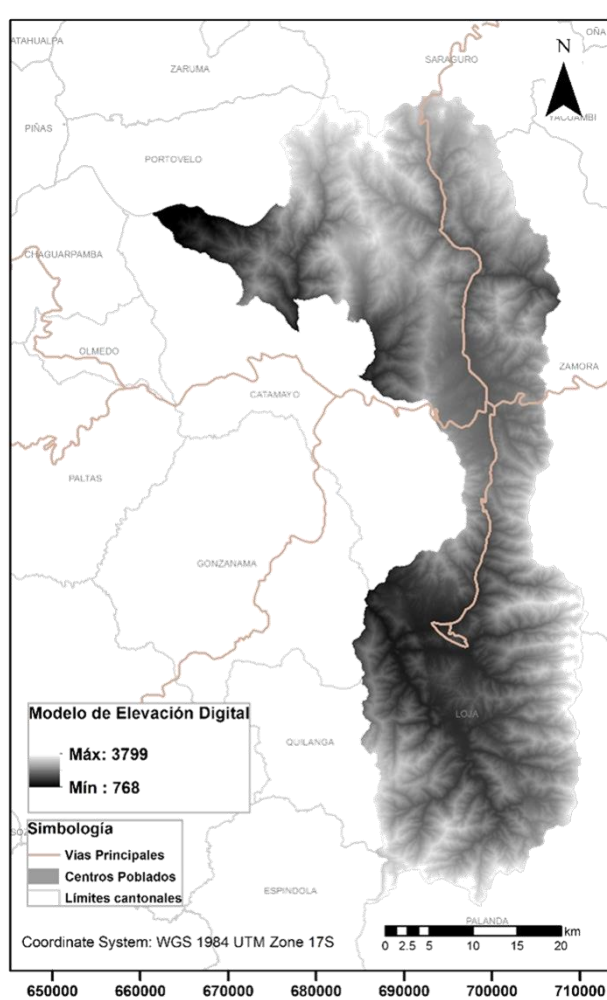 OÑA
ATAHUALPA
SARAGURO
N
ZARUMA
YACUAMBI
PIÑAS
PORTOVELO
CHAGUARPAMBA
OLMEDO
ZAMORA
CATAMAYO
PALTAS
GONZANAMA
Modelo de Elevación Digital
LOJA
Máx: 3799
QUILANGA
Mín : 768
Simbología
Vías Principales
Centros Poblados
Límites cantonales
ESPINDOLA
PALANDA
Coordinate System: WGS 1984 UTM Zone 17S
km
0 2.5 5 10 15 20
650000 660000 670000 680000 690000 700000 710000